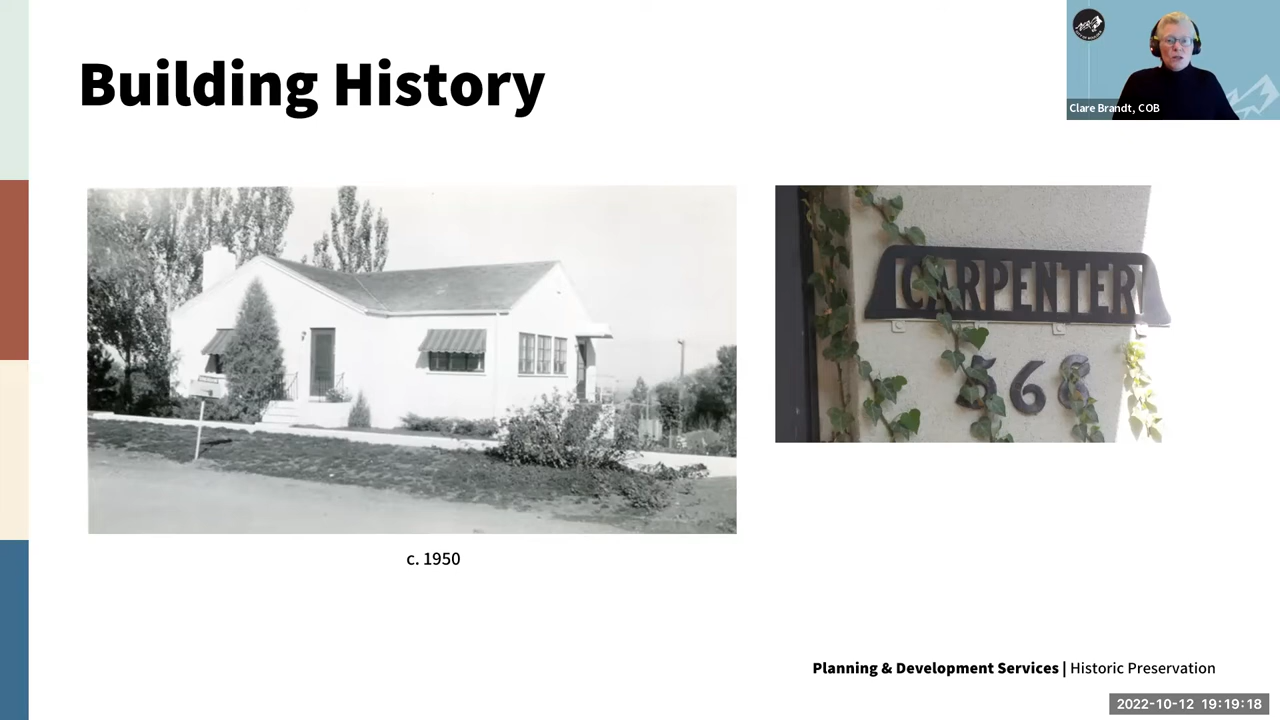 Building History
Clare Brandt, COB
CARPENTER
568
c. 1950
Planning & Development Services | Historic Preservation
2022-10-12 19:19:18